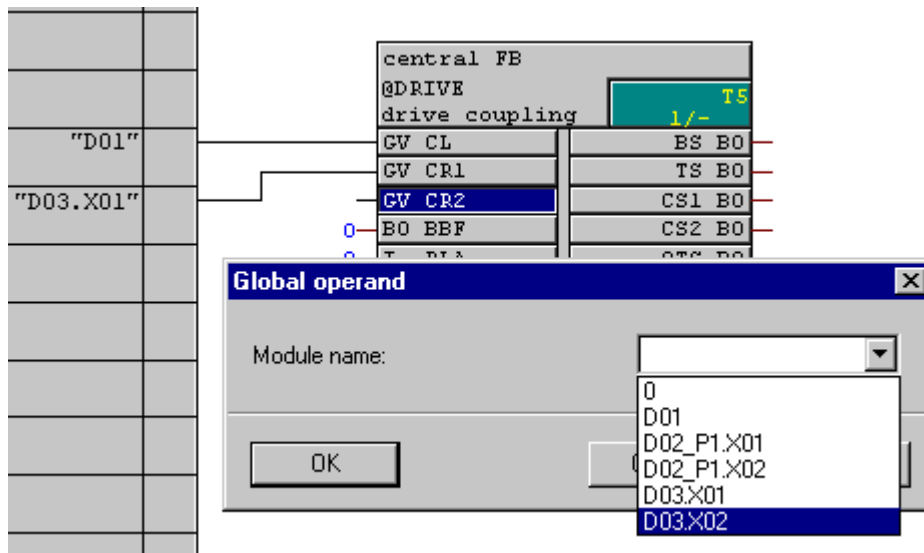 central FB
@DRIVE
drive coupling
T5
1/-
"D01"
GV CL
BS BO
GV CR1
TS BO
"D03.X01"
GV CR2
CS1 BO
0
BO BBF
CS2 BO
Global operand
Module name:
0
D01
D02_P1.X01
D02_P1.X02
D03.X01
D03.X02
OK